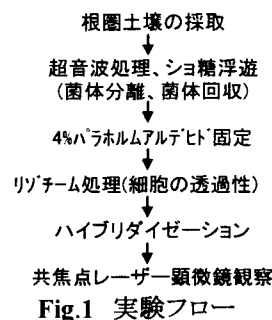 根圏土壌の採取
超音波処理、ショ糖浮遊
(菌体分離、菌体回収)
4%ﾊﾟﾗﾎﾙﾑｱﾙﾃﾞﾋﾄﾞ固定
ﾘｿﾞﾁｰﾑ処理(細胞の透過性)
ハイブリダイゼーション
共焦点レーザー顕微鏡観察
Fig.1 実験フロー